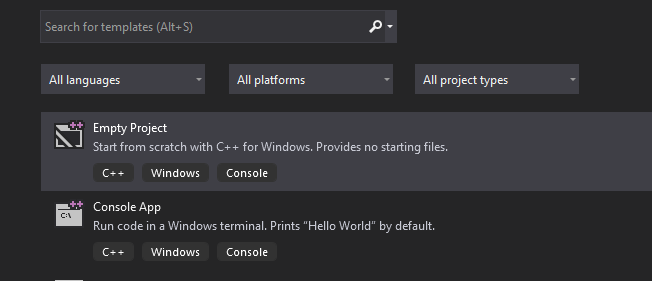 Search for templates (Alt+S)
All languages All platforms All project types
++
Empty Project
Start from scratch with C++ for Windows. Provides no starting files.
C++ Windows Console
++
C:\
Console App
Run code in a Windows terminal. Prints "Hello World" by default.
C++ Windows Console